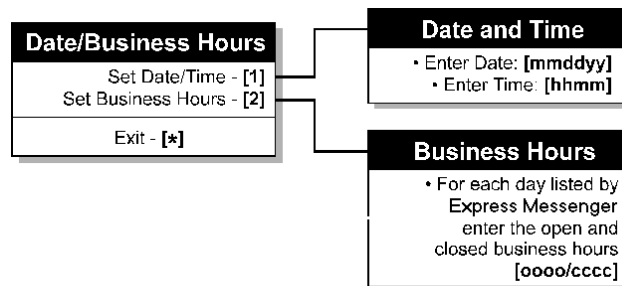 Date/Business Hours
Set Date/Time - [1]
Set Business Hours - [2]
Exit - [*]
Date and Time
• Enter Date: [mmddyy]
• Enter Time: [hhmm]
Business Hours
• For each day listed by
Express Messenger
enter the open and
closed business hours
[oooo/cccc]